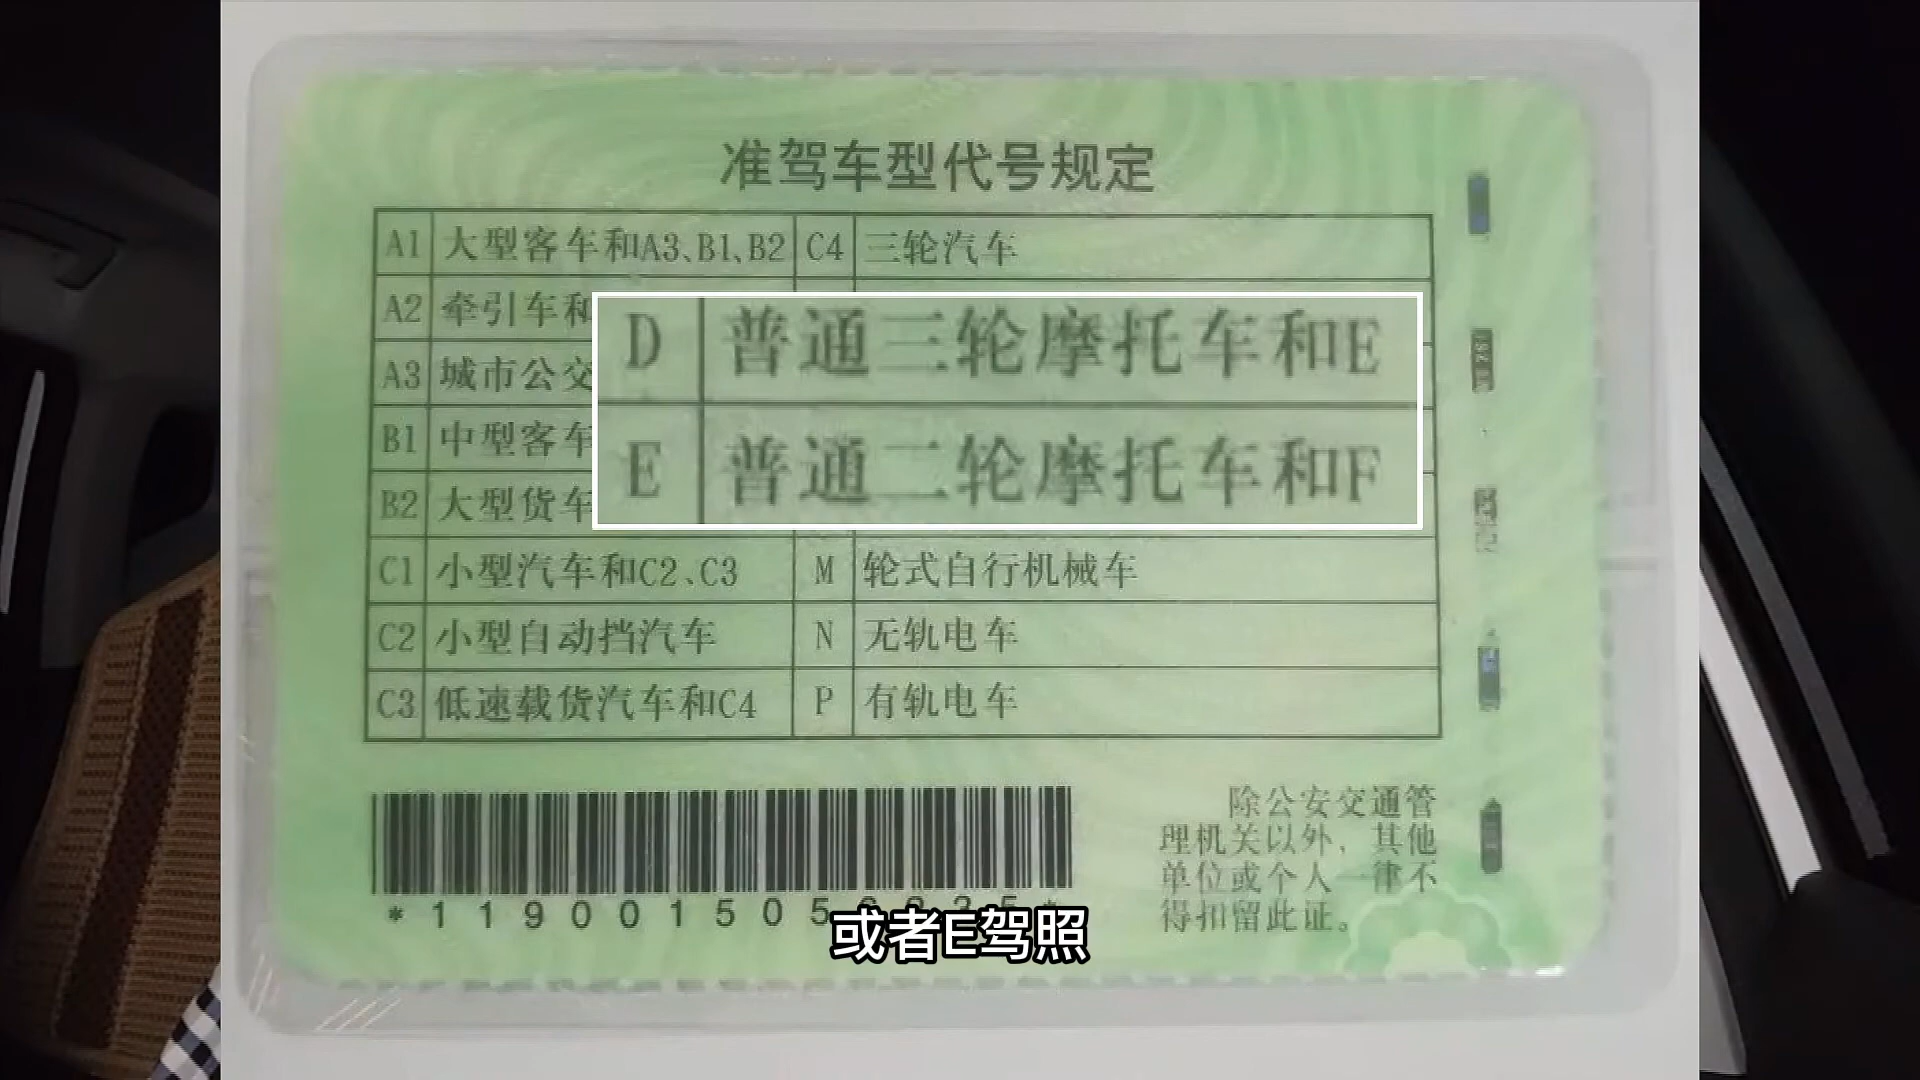 准驾车型代号规定
A1 大型客车和A3、B1、B2 C4 三轮汽车
A2 牵引车和
D 普通三轮摩托车和E
A3 城市公交
B1 中型客车
E 普通二轮摩托车和F
B2 大型货车
C1 小型汽车和C2、C3 M 轮式自行机械车
C2 小型自动挡汽车 N 无轨电车
C3 低速载货汽车和C4 P 有轨电车
除公安交通管
理机关以外，其他
单位或个人一律不
得扣留此证。
*119001505
或者E驾照